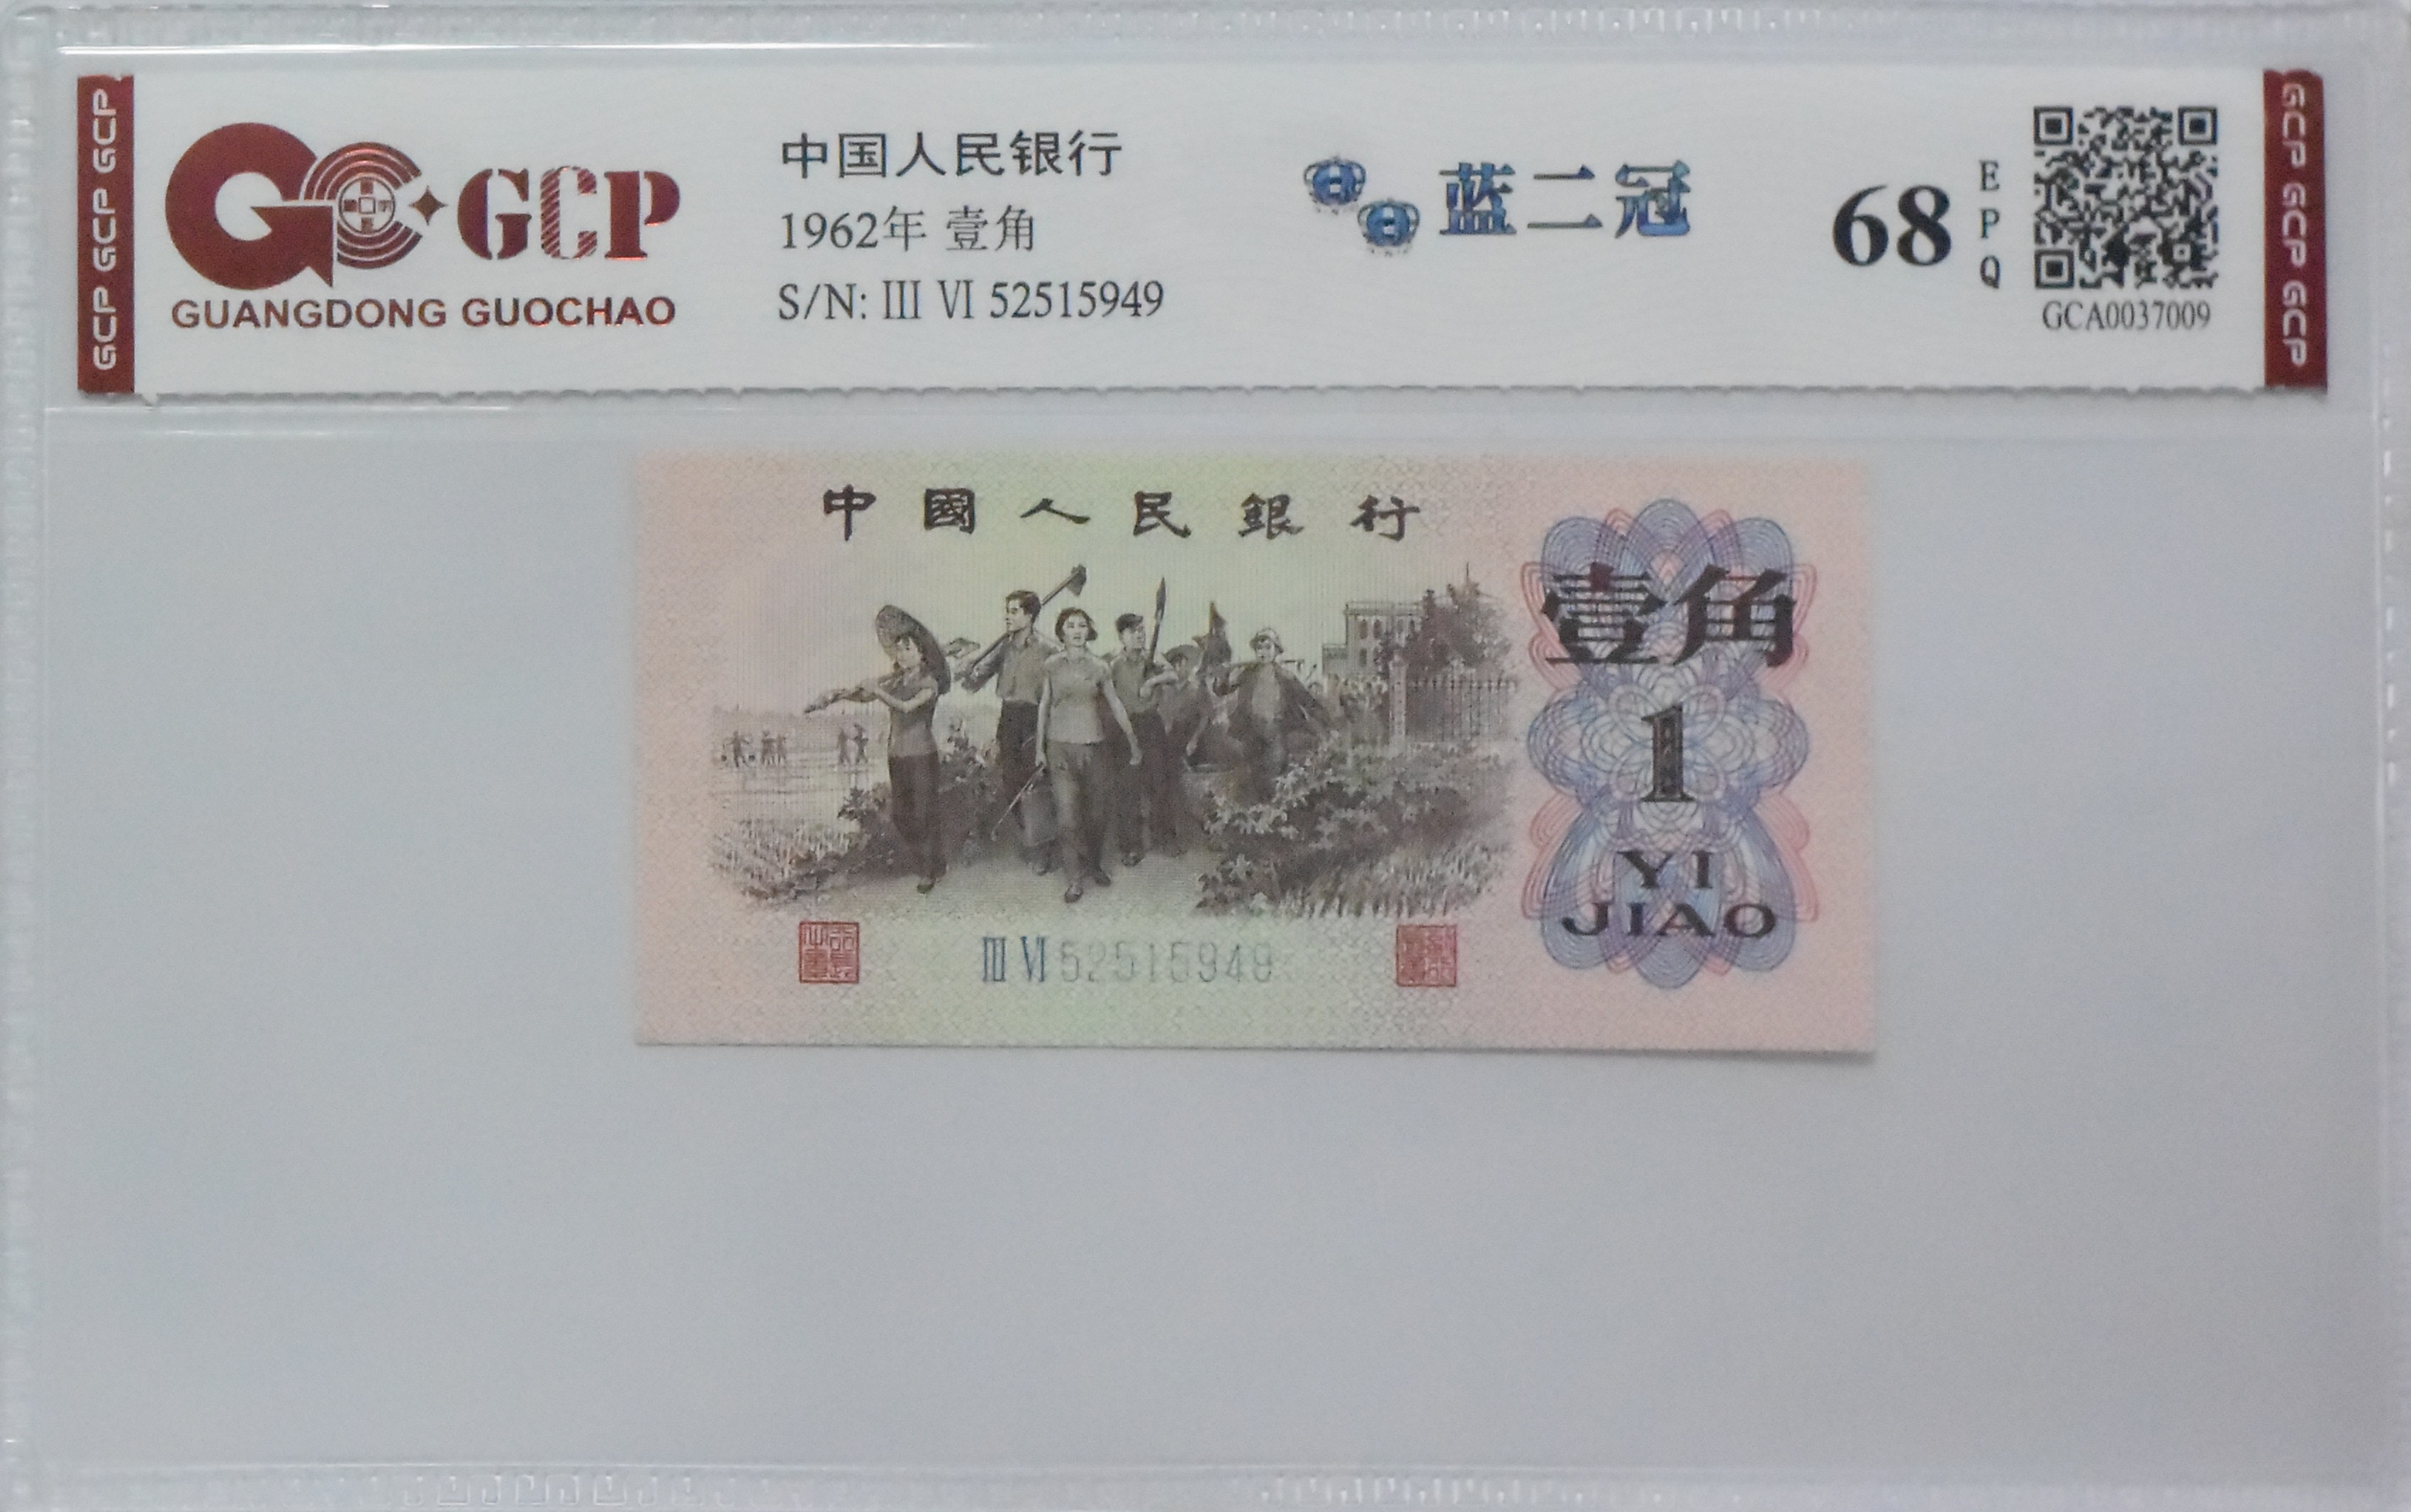 GCP GCP GCP
GCP
GUANGDONG GUOCHAO
中国人民银行
1962年 壹角
S/N: III VI 52515949
蓝二冠
68
EPQ
GCA0037009
GCP GCP GCP
中國人民銀行
壹角
1
YI
JIAO
III VI 52515949